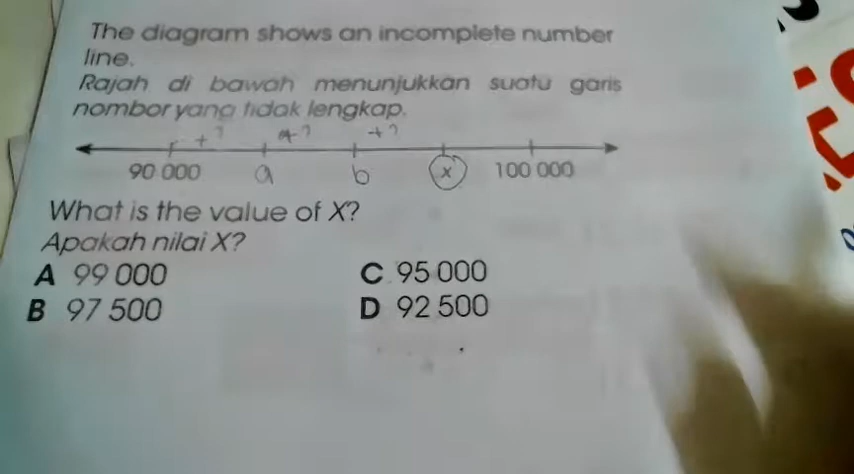 The diagram shows an incomplete number
line.
Rajah di bawah menunjukkan suatu garis
nombor yang tidak lengkap.
+? +? +?
90 000 a b x 100 000
What is the value of X?
Apakah nilai X?
A 99 000 C 95 000
B 97 500 D 92 500